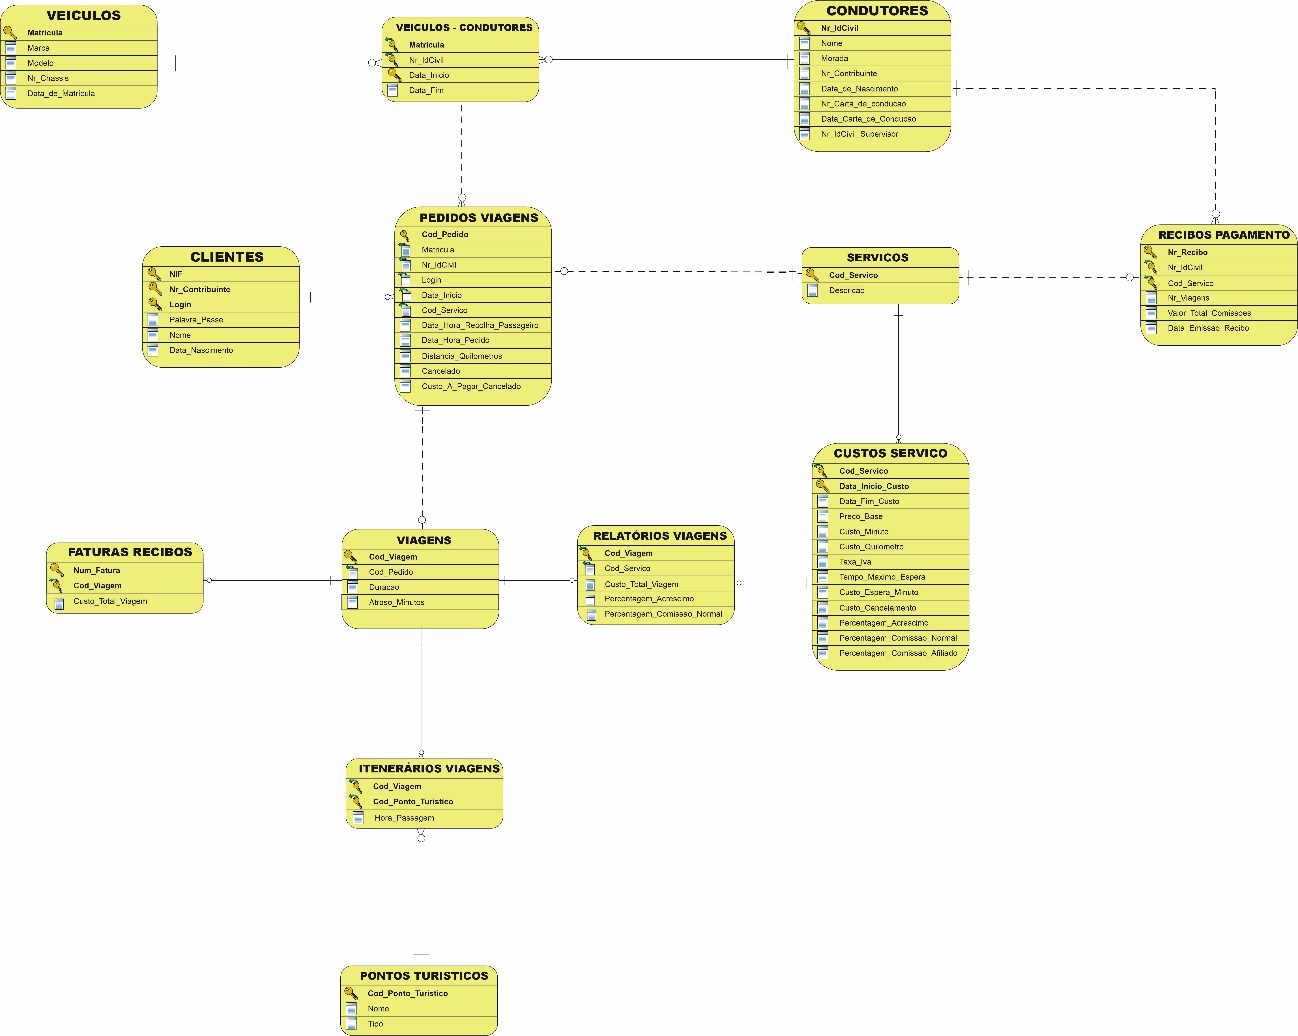 VEICULOS
Matricula
Marca
Modelo
Nr_Chassis
Data_de_Matricula
VEICULOS - CONDUTORES
Matricula
Nr_IdCivil
Data_Inicio
Data_Fim
CONDUTORES
Nr_IdCivil
Nome
Morada
Nr_Contribuinte
Data_de_Nascimento
Nr_Carta_de_conducao
Data_Carta_de_Conducao
Nr_IdCivil_Supervisor
PEDIDOS VIAGENS
Cod_Pedido
Matricula
Nr_IdCivil
Login
Data_Inicio
Cod_Servico
Data_Hora_Recolha_Passageiro
Data_Hora_Pedido
Distancia_Quilometros
Cancelado
Custo_A_Pagar_Cancelado
CLIENTES
NIF
Nr_Contribuinte
Login
Palavra_Passe
Nome
Data_Nascimento
SERVICOS
Cod_Servico
Descricao
RECIBOS PAGAMENTO
Nr_Recibo
Nr_IdCivil
Cod_Servico
Nr_Viagens
Valor_Total_Comissoes
Data_Emissao_Recibo
CUSTOS SERVICO
Cod_Servico
Data_Inicio_Custo
Data_Fim_Custo
Preco_Base
Custo_Minuto
Custo_Quilometro
Taxa_Iva
Tempo_Maximo_Espera
Custo_Espera_Minuto
Custo_Cancelamento
Percentagem_Acrescimo
Percentagem_Comissao_Normal
Percentagem_Comissao_Afiliado
FATURAS RECIBOS
Num_Fatura
Cod_Viagem
Custo_Total_Viagem
VIAGENS
Cod_Viagem
Cod_Pedido
Duracao
Atraso_Minutos
RELATÓRIOS VIAGENS
Cod_Viagem
Cod_Servico
Custo_Total_Viagem
Percentagem_Acrescimo
Percentagem_Comissao_Normal
ITENERÁRIOS VIAGENS
Cod_Viagem
Cod_Ponto_Turistico
Hora_Passagem
PONTOS TURISTICOS
Cod_Ponto_Turistico
Nome
Tipo